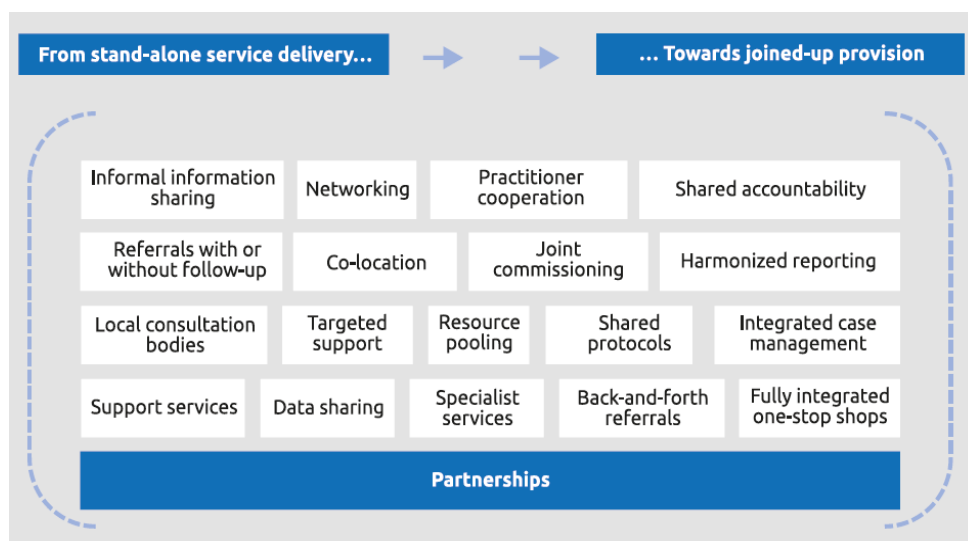 From stand-alone service delivery...
... Towards joined-up provision
Informal information
sharing
Networking
Practitioner
cooperation
Shared accountability
Referrals with or
without follow-up
Co-location
Joint
commissioning
Harmonized reporting
Local consultation
bodies
Targeted
support
Resource
pooling
Shared
protocols
Integrated case
management
Support services
Data sharing
Specialist
services
Back-and-forth
referrals
Fully integrated
one-stop shops
Partnerships